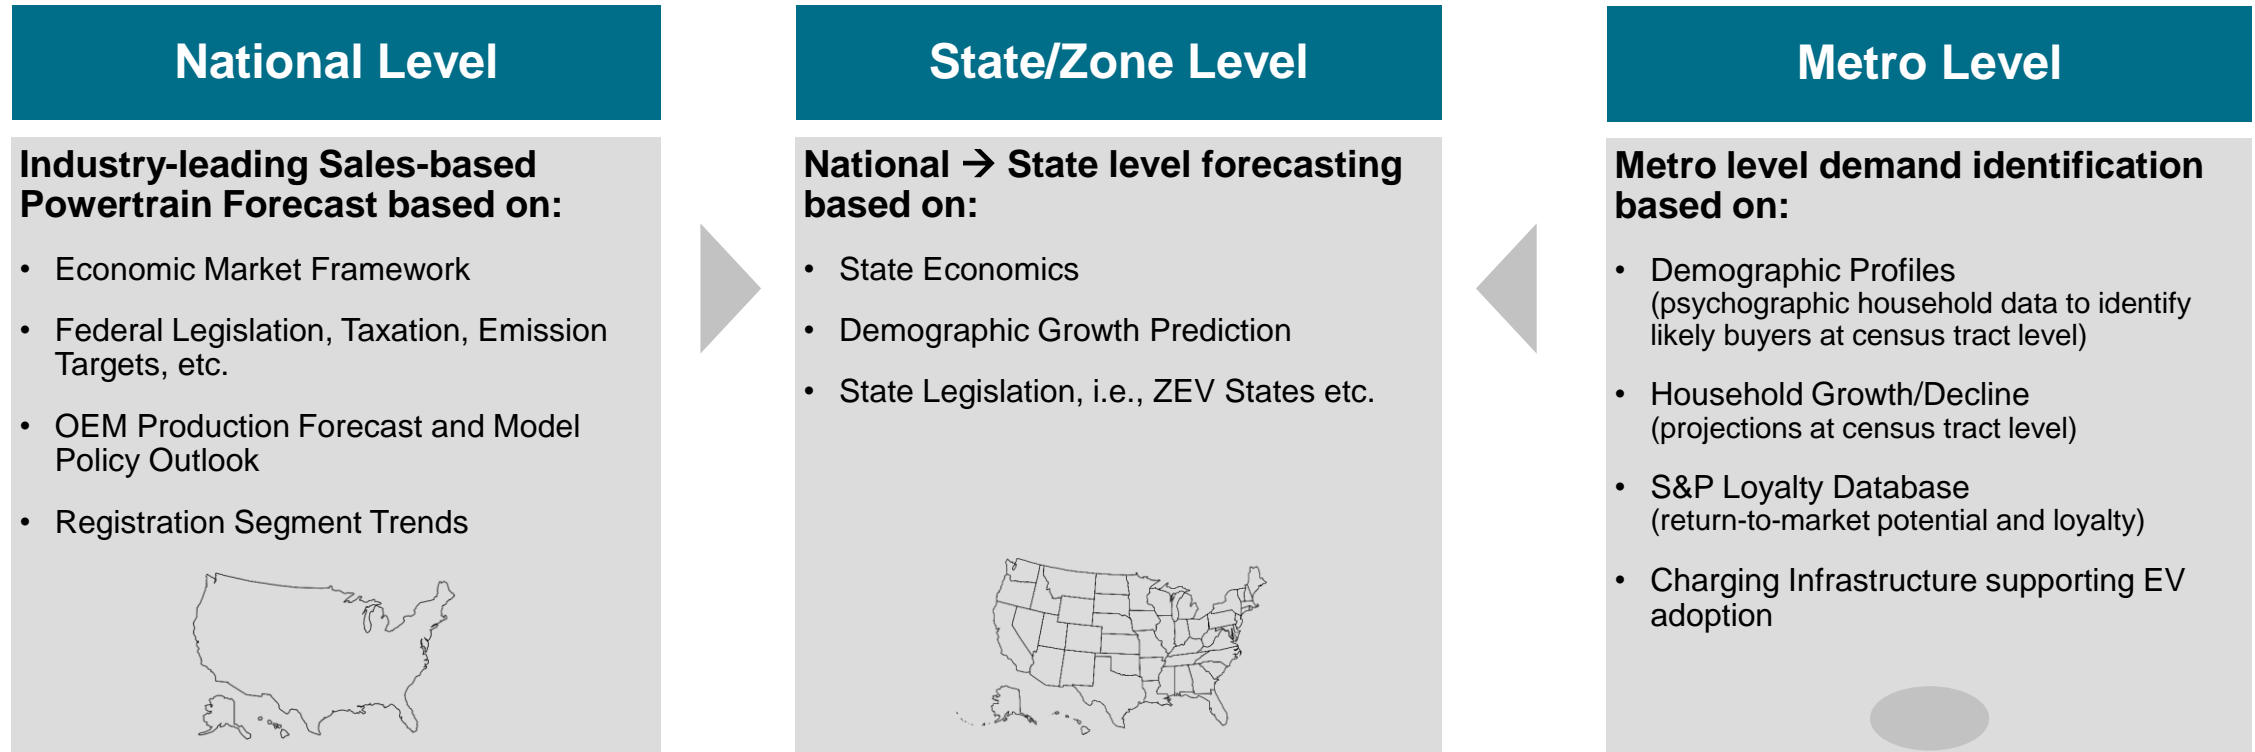 National Level
Industry-leading Sales-based
Powertrain Forecast based on:
• Economic Market Framework
• Federal Legislation, Taxation, Emission
Targets, etc.
• OEM Production Forecast and Model
Policy Outlook
• Registration Segment Trends
State/Zone Level
National → State level forecasting
based on:
• State Economics
• Demographic Growth Prediction
• State Legislation, i.e., ZEV States etc.
Metro Level
Metro level demand identification
based on:
• Demographic Profiles
(psychographic household data to identify
likely buyers at census tract level)
• Household Growth/Decline
(projections at census tract level)
• S&P Loyalty Database
(return-to-market potential and loyalty)
• Charging Infrastructure supporting EV
adoption